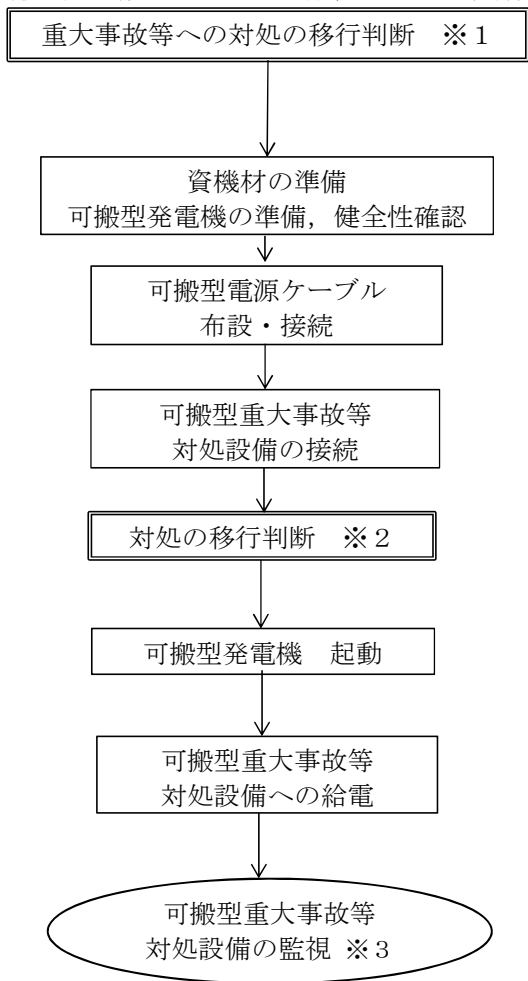 重大事故等への対処の移行判断　※１
資機材の準備
可搬型発電機の準備，健全性確認
可搬型電源ケーブル
布設・接続
可搬型重大事故等
対処設備の接続
対処の移行判断　※２
可搬型発電機　起動
可搬型重大事故等
対処設備への給電
可搬型重大事故等
対処設備の監視 ※３